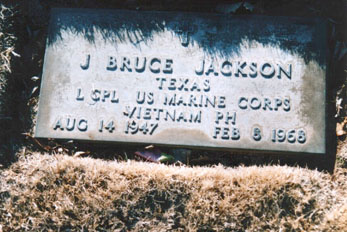 J BRUCE JACKSON
TEXAS
L CPL US MARINE CORPS
VIETNAM PH
AUG 14 1947 FEB 8 1968